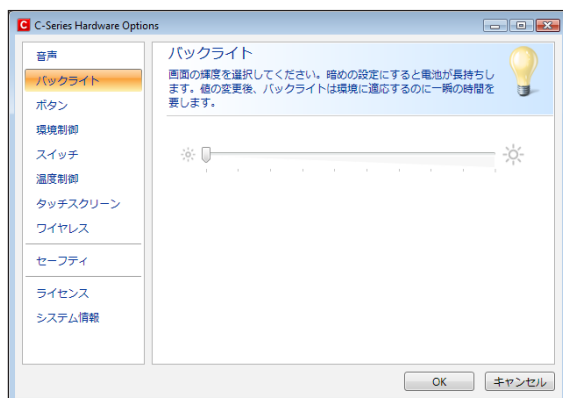 C C-Series Hardware Options
音声
バックライト
ボタン
環境制御
スイッチ
温度制御
タッチスクリーン
ワイヤレス
セーフティ
ライセンス
システム情報
バックライト
画面の輝度を選択してください。暗めの設定にすると電池が長持ちし
ます。値の変更後、バックライトは環境に適応するのに一瞬の時間を
要します。
OK
キャンセル